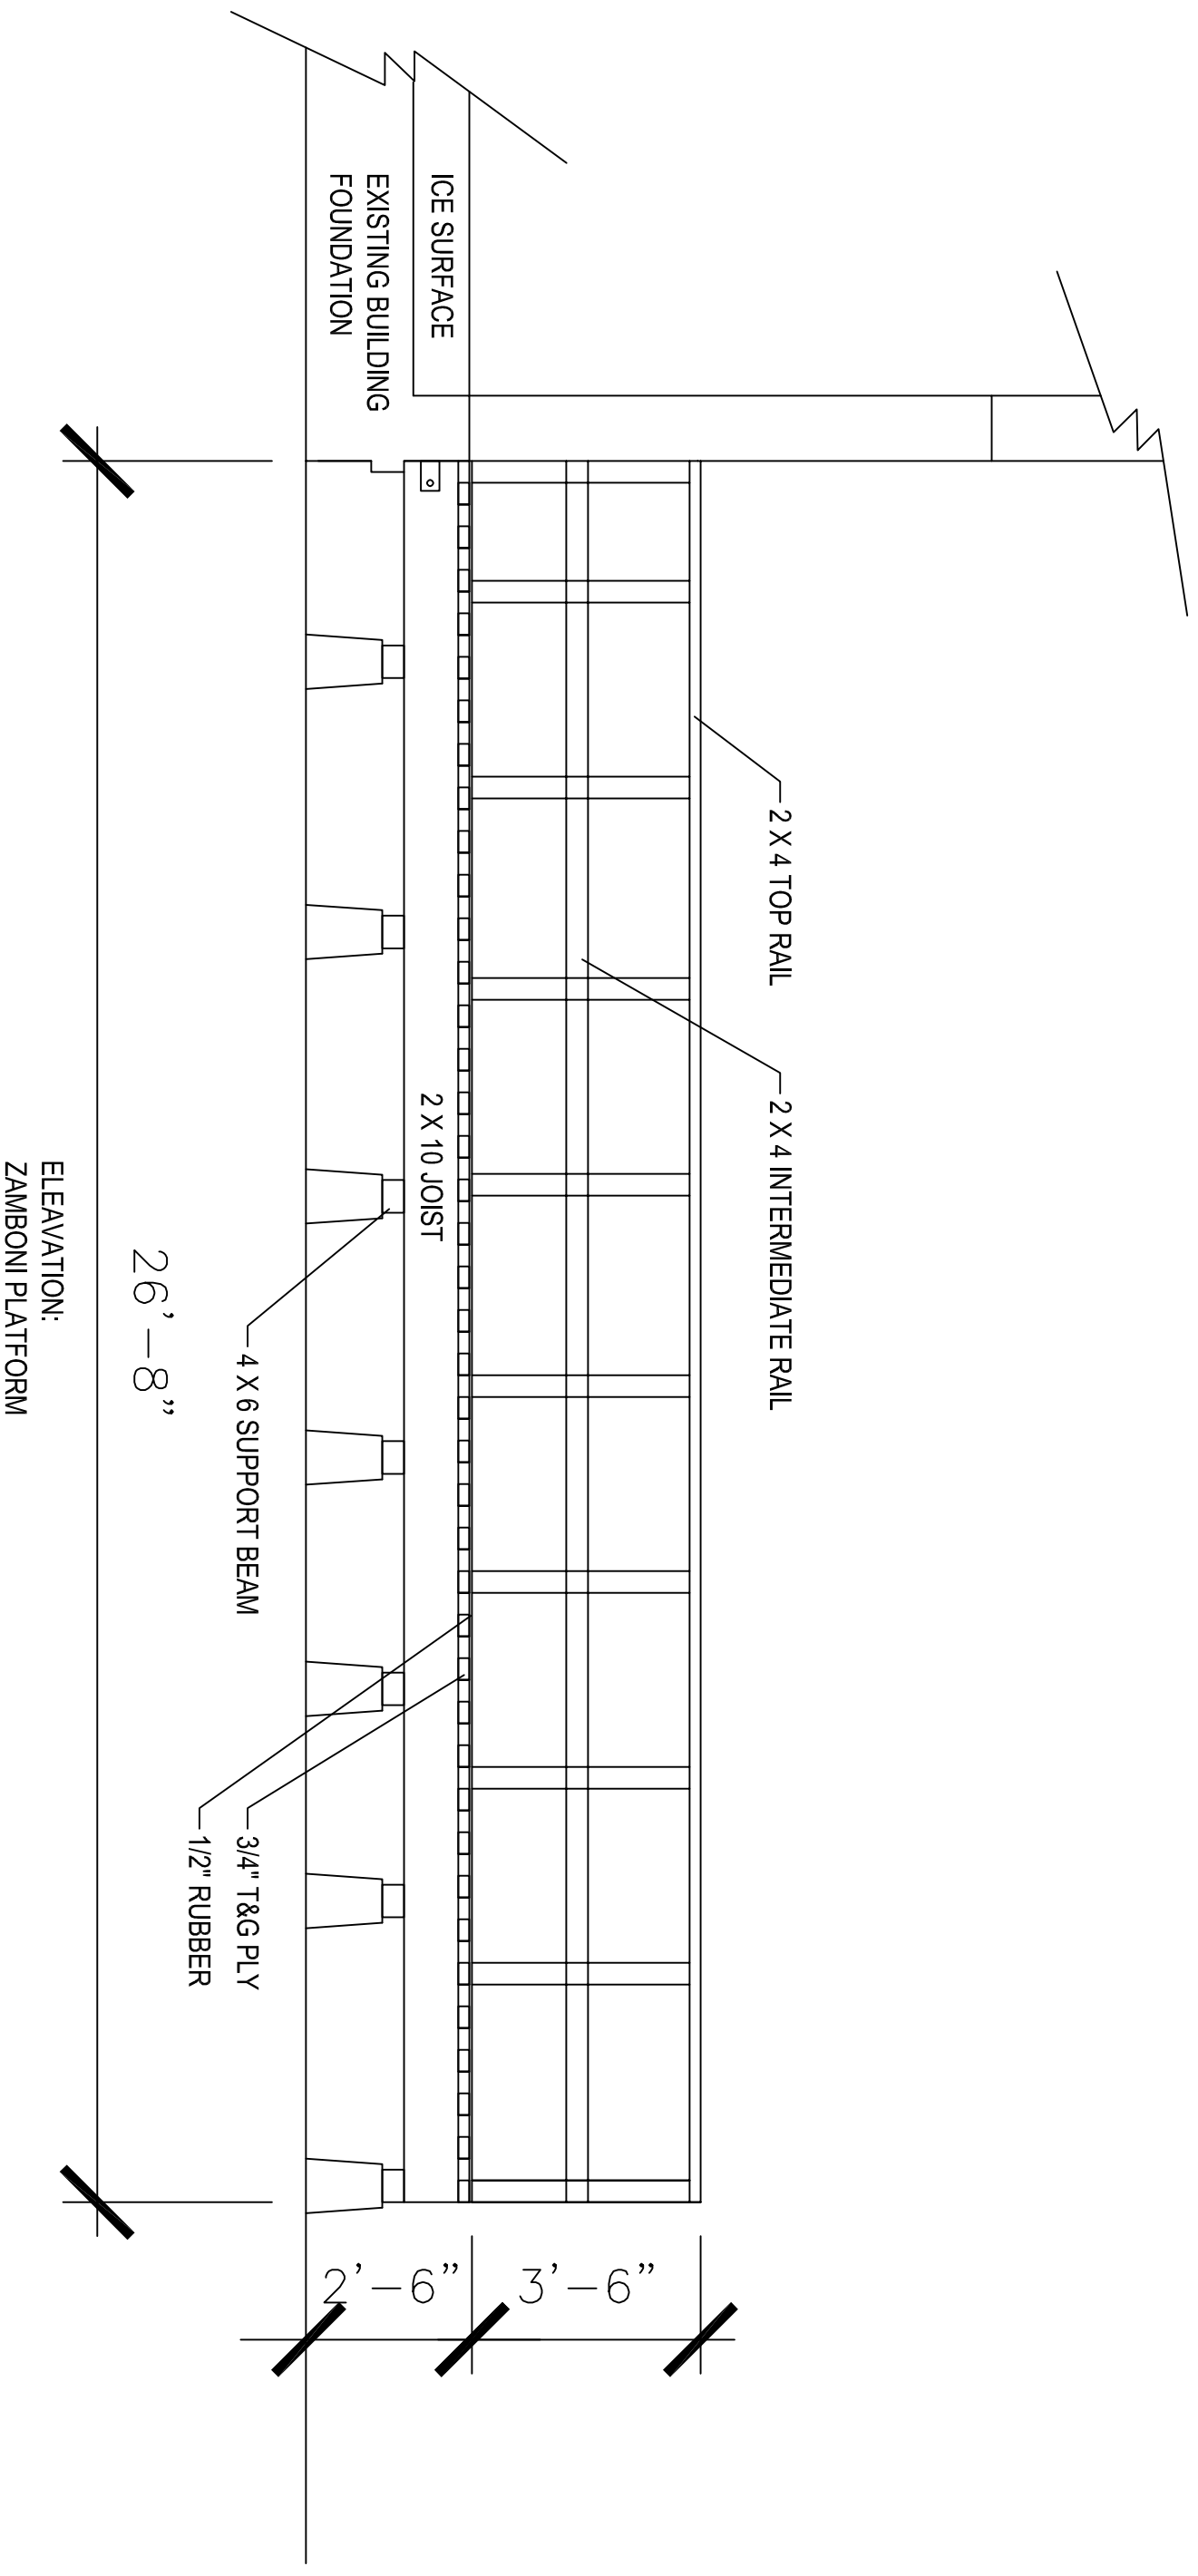 2 X 4 TOP RAIL
2 X 4 INTERMEDIATE RAIL
ICE SURFACE
EXISTING BUILDING
FOUNDATION
2 X 10 JOIST
3'-6"
2'-6"
4 X 6 SUPPORT BEAM
3/4" T&G PLY
1/2" RUBBER
26'-8"
ELEAVATION:
ZAMBONI PLATFORM